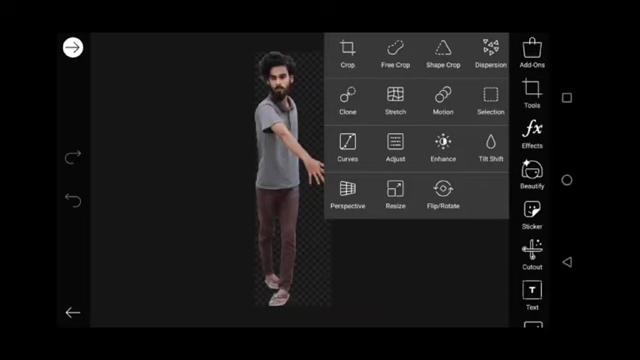 Crop Free Crop Shape Crop Dispersion
Clone Stretch Motion Selection
Curves Adjust Enhance Tilt Shift
Perspective Resize Flip/Rotate
Add-Ons
Tools
fx
Effects
Beautify
Sticker
Cutout
T
Text